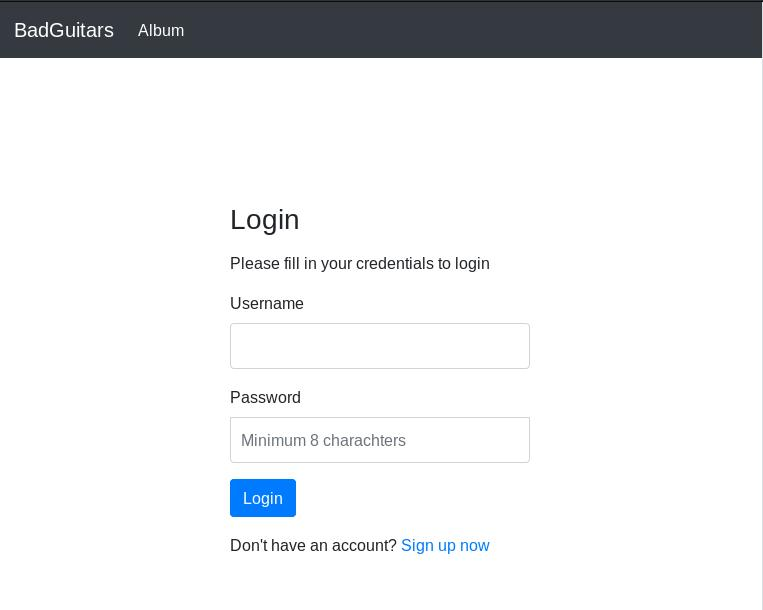 BadGuitars Album
Login
Please fill in your credentials to login
Username
Password
Minimum 8 charachters
Login
Don't have an account? Sign up now